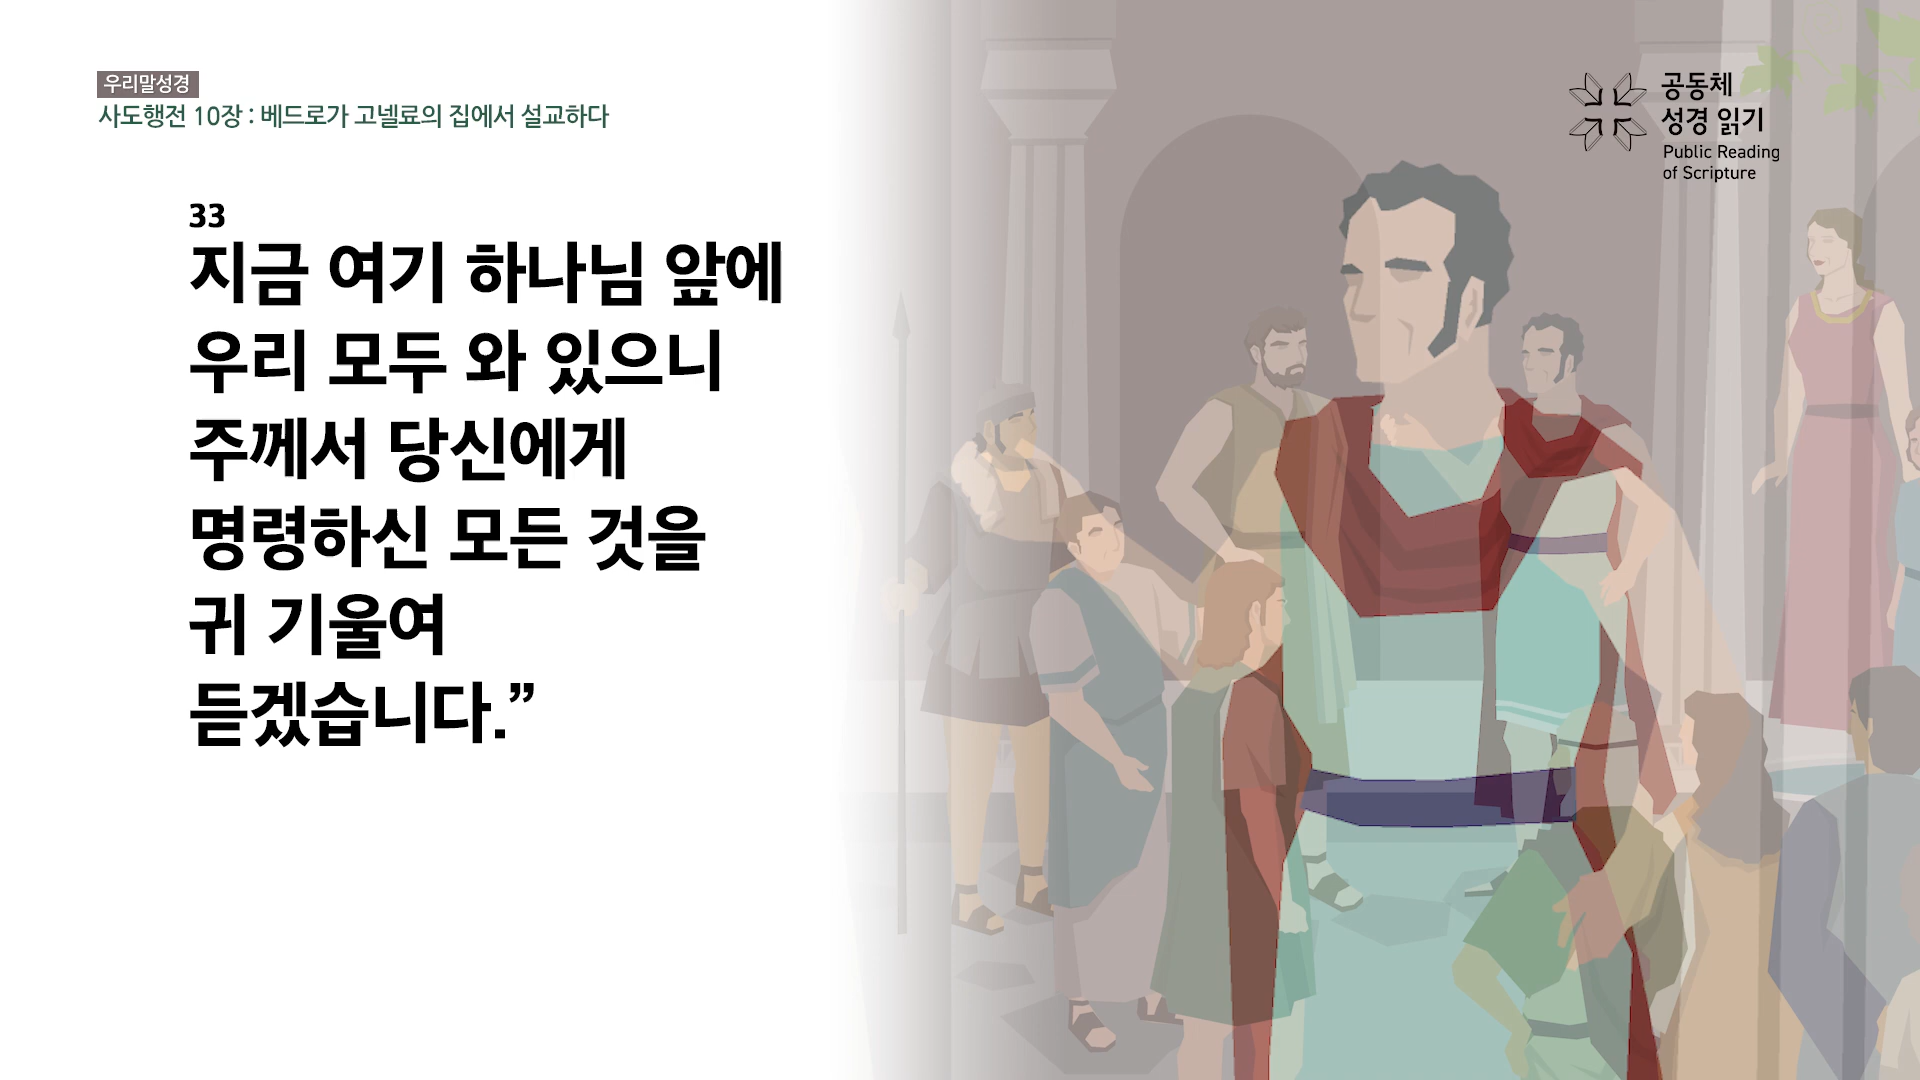 우리말성경
사도행전 10장 : 베드로가 고넬료의 집에서 설교하다
공동체
성경 읽기
Public Reading
of Scripture
33
지금 여기 하나님 앞에
우리 모두 와 있으니
주께서 당신에게
명령하신 모든 것을
귀 기울여
듣겠습니다.”